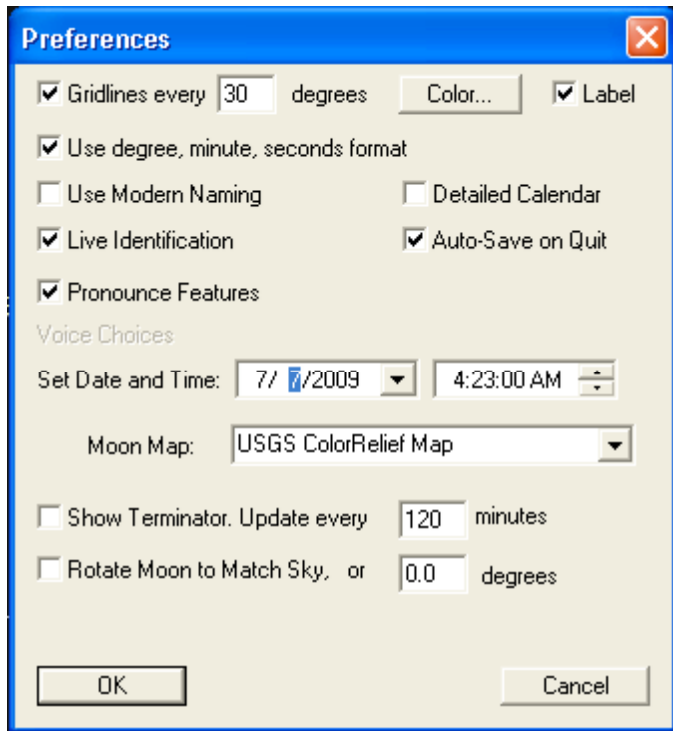 Preferences
Gridlines every 30 degrees Color... Label
Use degree, minute, seconds format
Use Modern Naming Detailed Calendar
Live Identification Auto-Save on Quit
Pronounce Features
Voice Choices
Set Date and Time: 7/ 7/2009 4:23:00 AM
Moon Map: USGS ColorRelief Map
Show Terminator. Update every 120 minutes
Rotate Moon to Match Sky, or 0.0 degrees
OK Cancel